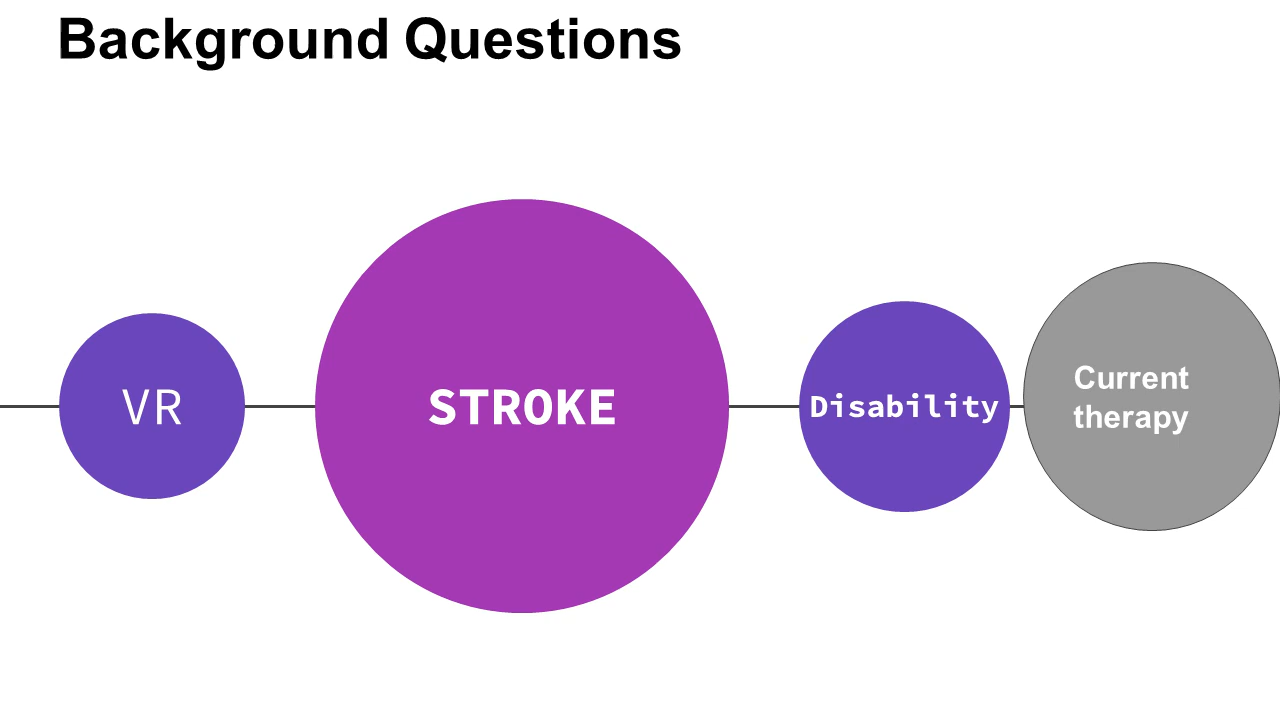 Background Questions
VR
STROKE
Disability
Current
therapy